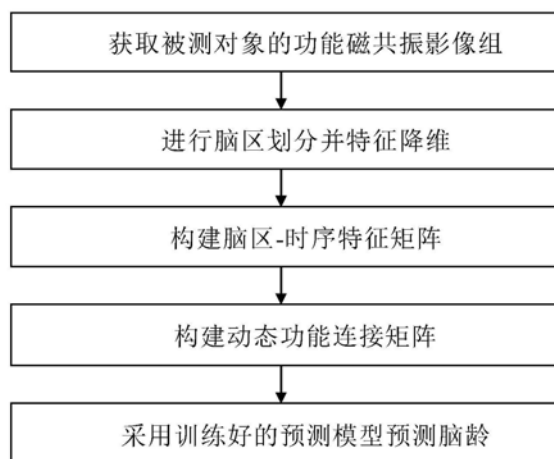 获取被测对象的功能磁共振影像组
进行脑区划分并特征降维
构建脑区-时序特征矩阵
构建动态功能连接矩阵
采用训练好的预测模型预测脑龄